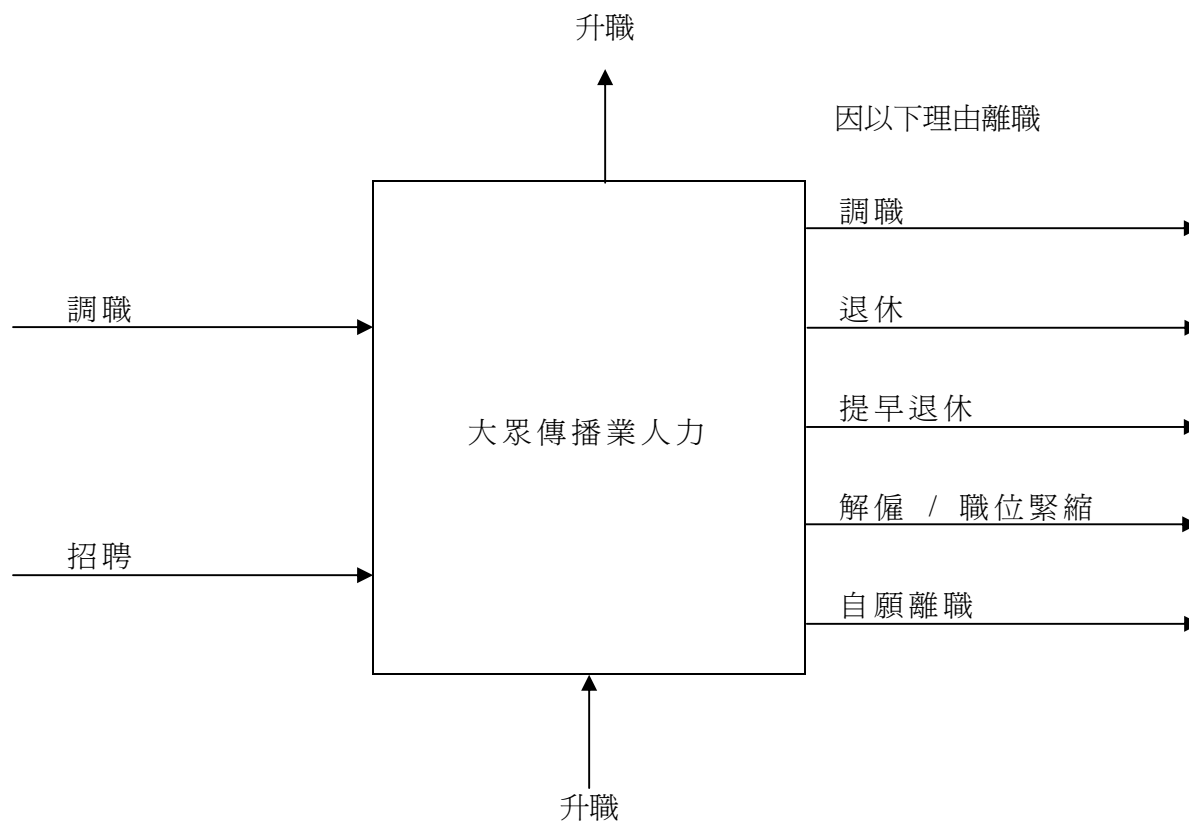 升職
因以下理由離職
調職
調職
退休
提早退休
大眾傳播業人力
解僱 / 職位緊縮
招聘
自願離職
升職